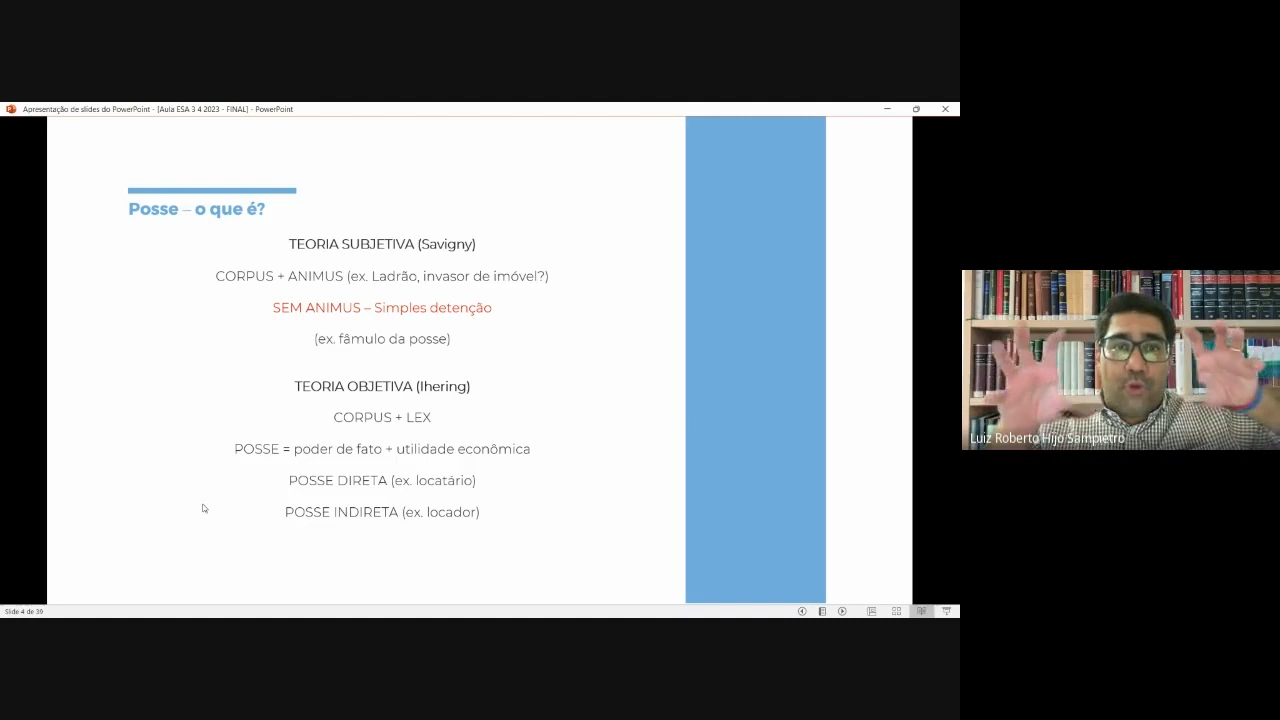 Apresentação de slides do PowerPoint - [Aula ESA 3 4 2023 - FINAL] - PowerPoint
Posse – o que é?
TEORIA SUBJETIVA (Savigny)
CORPUS + ANIMUS (ex. Ladrão, invasor de imóvel?)
SEM ANIMUS – Simples detenção
(ex. fâmulo da posse)
TEORIA OBJETIVA (Ihering)
CORPUS + LEX
POSSE = poder de fato + utilidade econômica
POSSE DIRETA (ex. locatário)
POSSE INDIRETA (ex. locador)
Slide 4 de 39
Luiz Roberto Hijo Sampietro